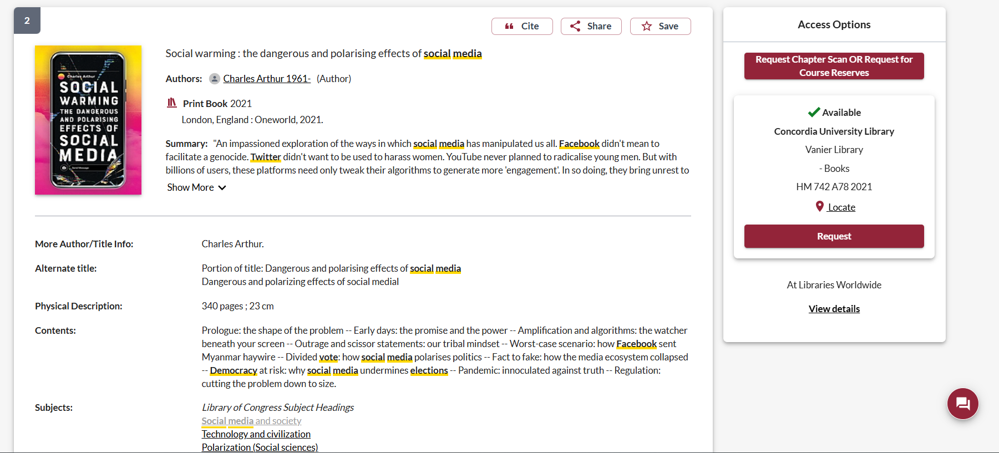 2
Cite
Share
Save
Charles Arthur
SOCIAL
WARMING
THE DANGEROUS
AND POLARISING
EFFECTS OF
SOCIAL
MEDIA
Send Message
Social warming : the dangerous and polarising effects of social media
Authors: Charles Arthur 1961- (Author)
Print Book 2021
London, England : Oneworld, 2021.
Summary: "An impassioned exploration of the ways in which social media has manipulated us all. Facebook didn't mean to
facilitate a genocide. Twitter didn't want to be used to harass women. YouTube never planned to radicalise young men. But with
billions of users, these platforms need only tweak their algorithms to generate more 'engagement'. In so doing, they bring unrest to
Show More
More Author/Title Info: Charles Arthur.
Alternate title: Portion of title: Dangerous and polarising effects of social media
Dangerous and polarizing effects of social medial
Physical Description: 340 pages ; 23 cm
Contents: Prologue: the shape of the problem -- Early days: the promise and the power -- Amplification and algorithms: the watcher
beneath your screen -- Outrage and scissor statements: our tribal mindset -- Worst-case scenario: how Facebook sent
Myanmar haywire -- Divided vote: how social media polarises politics -- Fact to fake: how the media ecosystem collapsed
-- Democracy at risk: why social media undermines elections -- Pandemic: innoculated against truth -- Regulation:
cutting the problem down to size.
Subjects: Library of Congress Subject Headings
Social media and society
Technology and civilization
Polarization (Social sciences)
Access Options
Request Chapter Scan OR Request for
Course Reserves
Available
Concordia University Library
Vanier Library
- Books
HM 742 A78 2021
Locate
Request
At Libraries Worldwide
View details